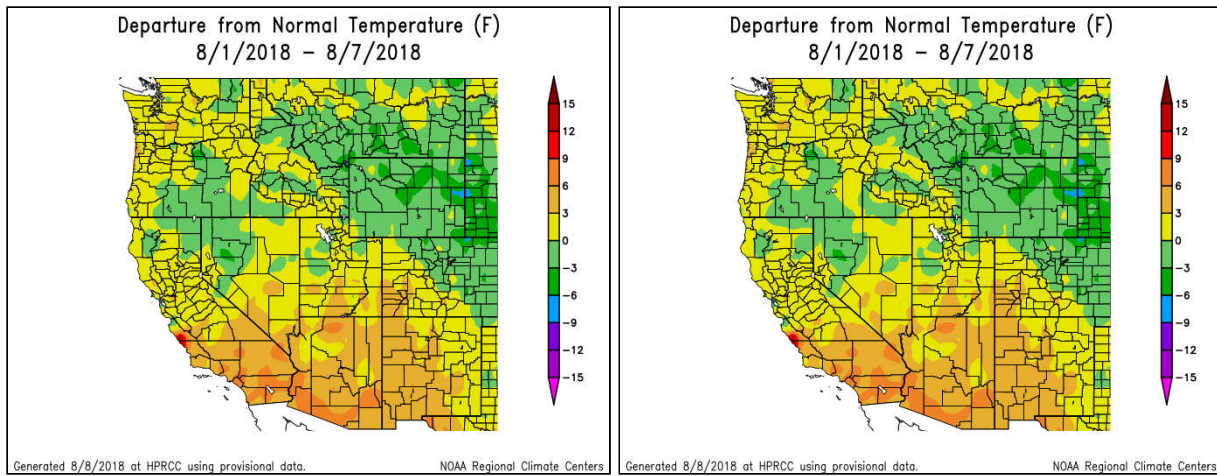 Departure from Normal Temperature (F)
8/1/2018 – 8/7/2018
15
12
9
6
3
0
−3
−6
−9
−12
−15
Generated 8/8/2018 at HPRCC using provisional data.
NOAA Regional Climate Centers
Departure from Normal Temperature (F)
8/1/2018 – 8/7/2018
15
12
9
6
3
0
−3
−6
−9
−12
−15
Generated 8/8/2018 at HPRCC using provisional data.
NOAA Regional Climate Centers